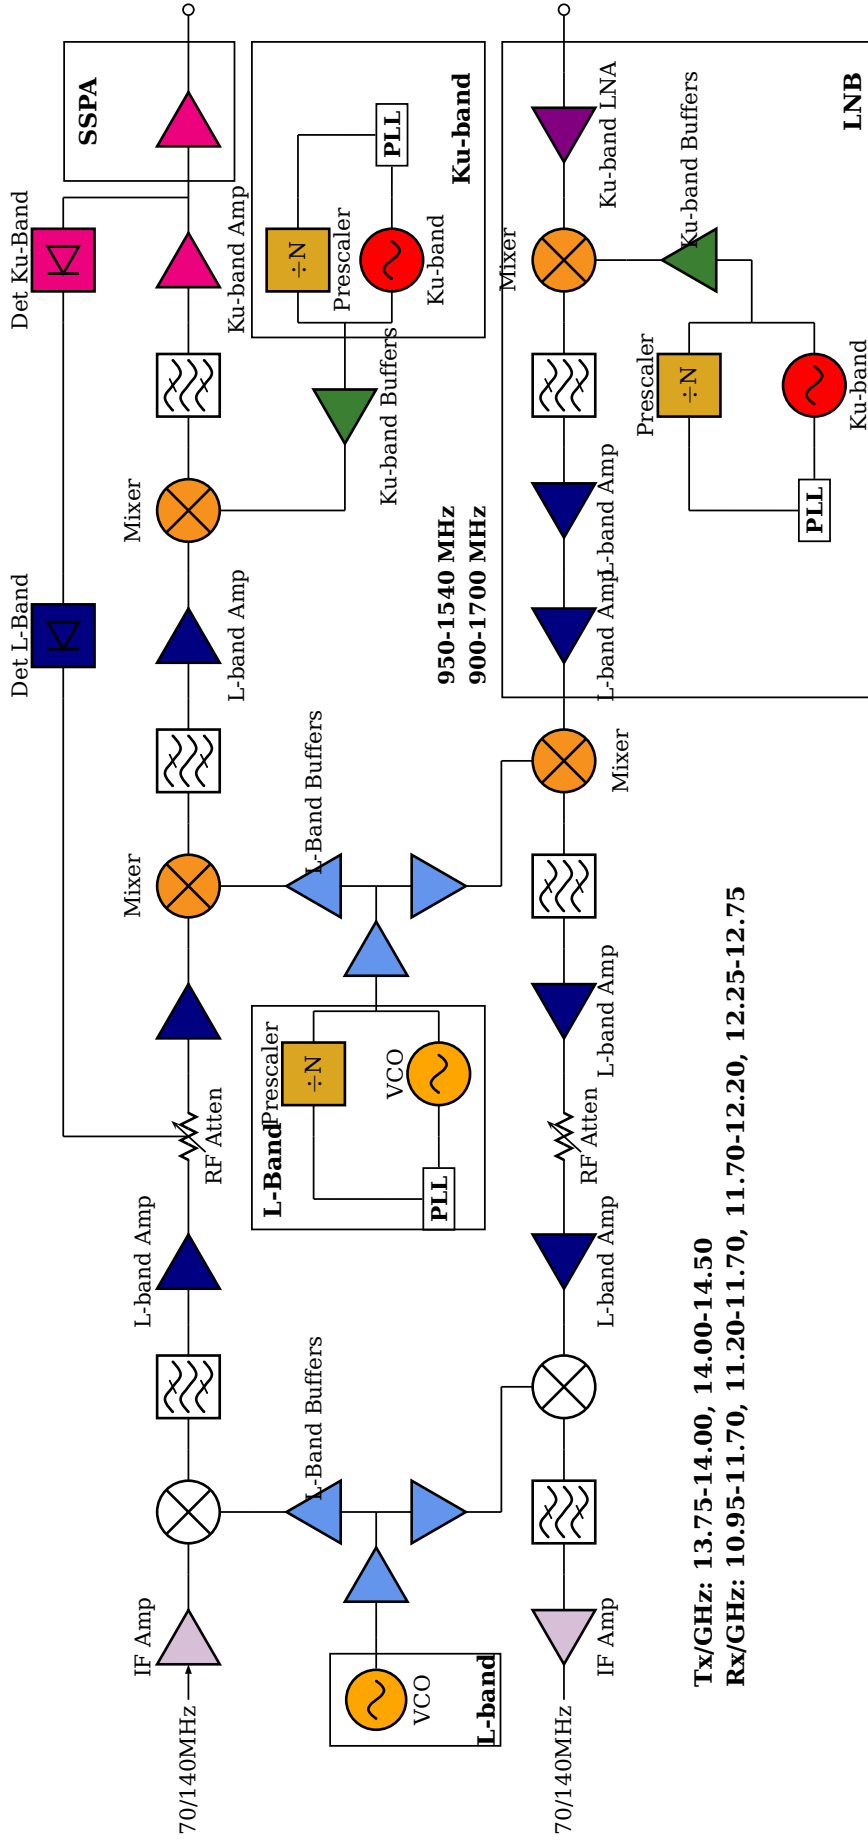 Det L-Band
Det Ku-Band
SSPA
IF Amp
L-band Amp
Mixer
Mixer
70/140MHz
RF Atten
L-band Amp
Ku-band Amp
L-Band
Prescaler
÷N
L-Band Buffers
÷N
L-Band Buffers
Prescaler
VCO
Ku-band Buffers
PLL
VCO
PLL
Ku-band
Ku-band
950-1540 MHz
900-1700 MHz
L-band
Mixer
70/140MHz
IF Amp
L-band Amp
RF Atten
L-band Amp
Mixer
L-band Amp
L-band Amp
Ku-band LNA
Prescaler
Ku-band Buffers
÷N
PLL
Ku-band
LNB
Tx/GHz: 13.75-14.00, 14.00-14.50
Rx/GHz: 10.95-11.70, 11.20-11.70, 11.70-12.20, 12.25-12.75